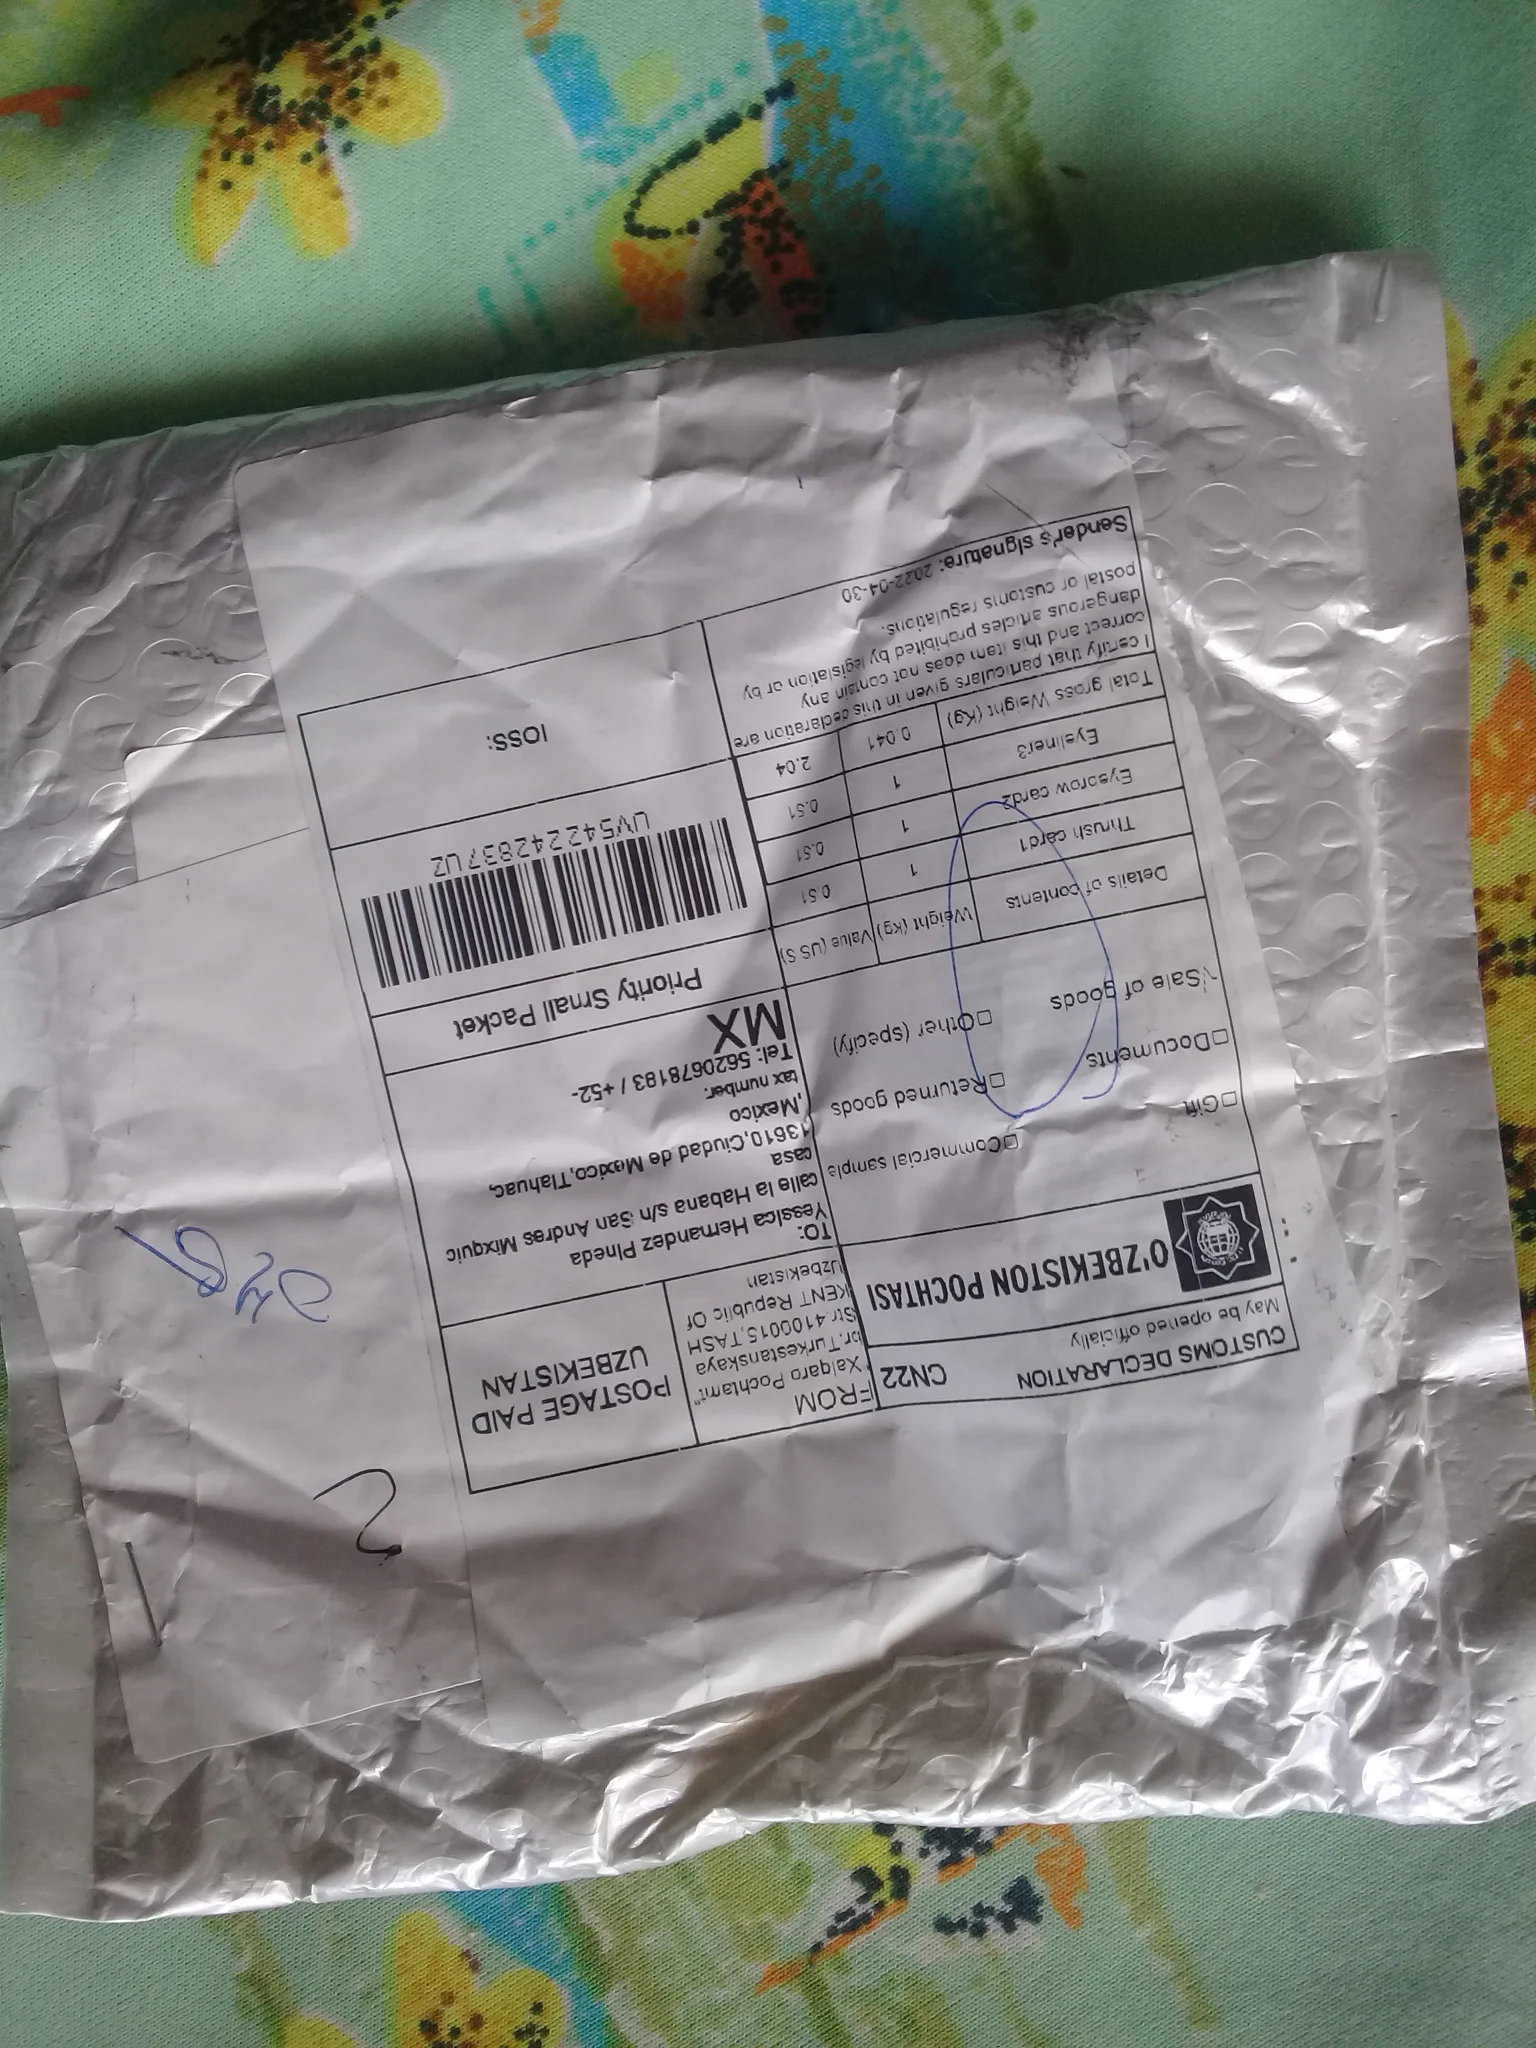 CUSTOMS DECLARATION
May be opened officially
CN22
O'ZBEKISTON POCHTASI
□Gift
□Commercial sample
□Documents
□Returned goods
√Sale of goods
□Other (specify)
Details of contents
Weight (Kg)
Value (US $)
Thrush card1
1
0.51
Eyebrow card2
1
0.51
Eyeliner3
1
0.51
Total gross Weight (Kg)
0.041
2.04
I certify that particulars given in this declaration are
correct and this item does not contain any
dangerous articles prohibited by legislation or by
postal or customs regulations.
Sender's signature: 2022-04-30
FROM
"Xalqaro Pochtamt"
br.Turkestanskaya
Str.4100015,TASH
KENT Republic Of
Uzbekistan
POSTAGE PAID
UZBEKISTAN
TO:
Yessica Hernandez Pineda
calle la Habana s/n San Andres Mixquic
casa
13610,Ciudad de Mexico,Tlahuac,
,Mexico
tax number:
Tel: 5620678183 / +52-
MX
Priority Small Packet
UV542242837UZ
IOSS: